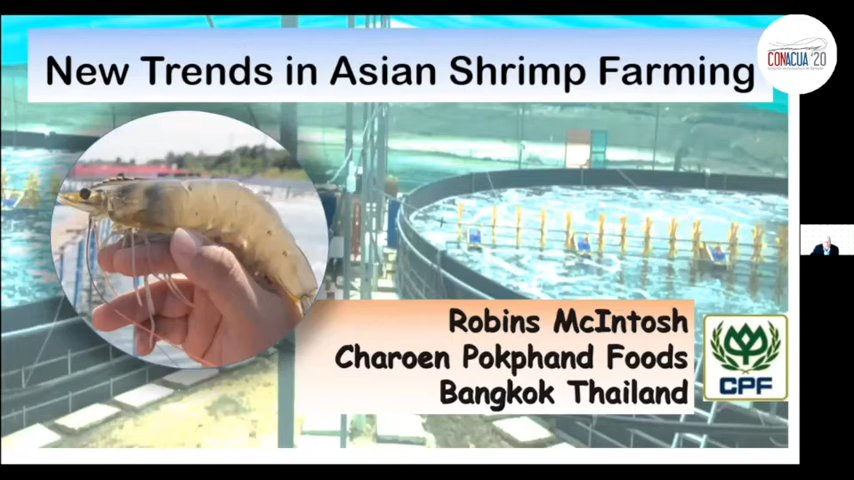 New Trends in Asian Shrimp Farming
CONACUA '20
Robins McIntosh
Charoen Pokphand Foods
Bangkok Thailand
CPF